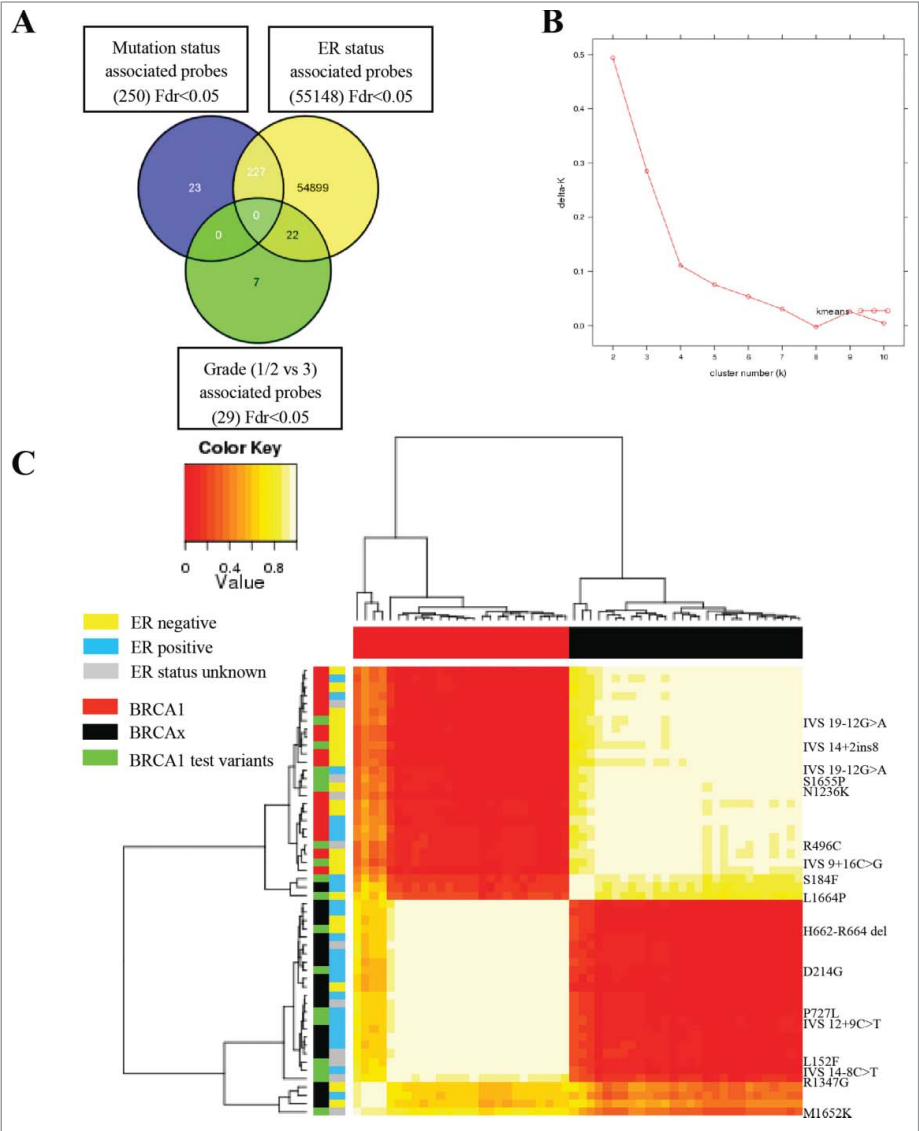 A
Mutation status
associated probes
(250) Fdr<0.05
ER status
associated probes
(55148) Fdr<0.05
23
227
54899
0
0
22
7
Grade (1/2 vs 3)
associated probes
(29) Fdr<0.05
B
delta-K
0.5
0.4
0.3
0.2
0.1
0.0
kmeans
2 3 4 5 6 7 8 9 10
cluster number (k)
C
Color Key
0 0.4 0.8
Value
ER negative
ER positive
ER status unknown
BRCA1
BRCAx
BRCA1 test variants
IVS 19-12G>A
IVS 14+2ins8
IVS 19-12G>A
S1655P
N1236K
R496C
IVS 9+16C>G
S184F
L1664P
H662-R664 del
D214G
P727L
IVS 12+9C>T
L152F
IVS 14-8C>T
R1347G
M1652K